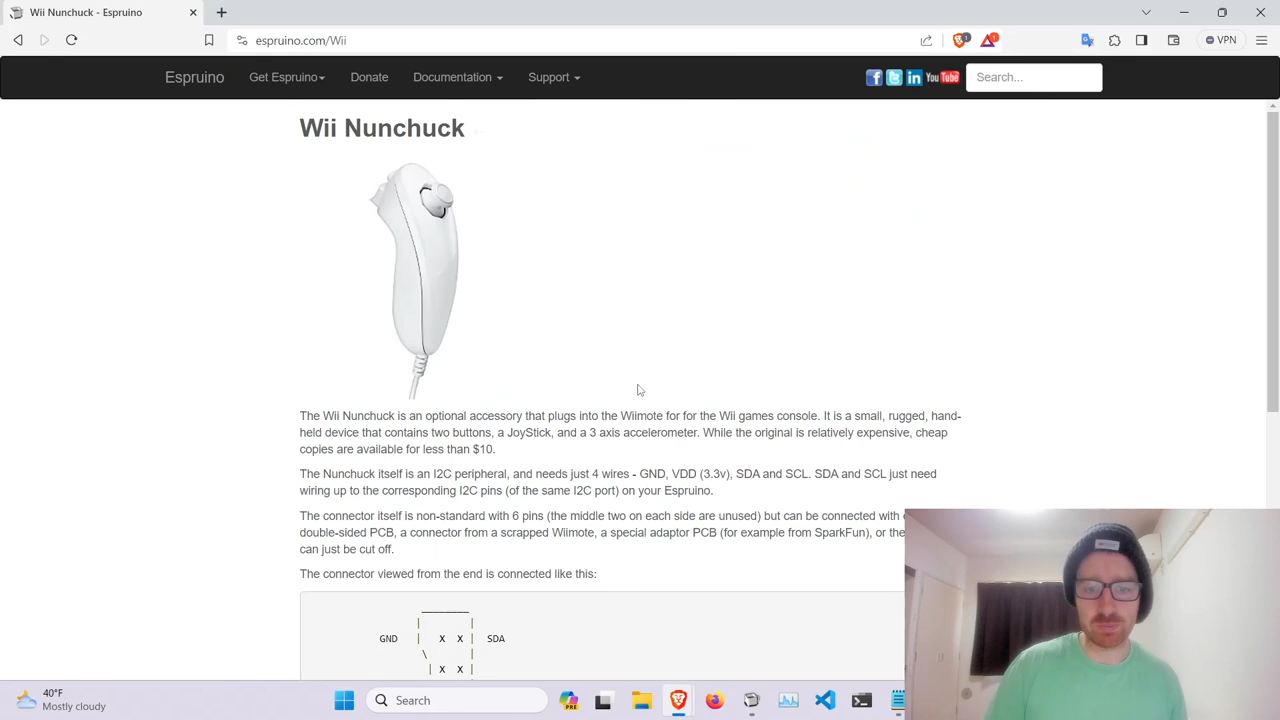 Wii Nunchuck - Espruino
espruino.com/Wii
1
1
VPN
Espruino
Get Espruino
Donate
Documentation
Support
You Tube
Search...
Wii Nunchuck
The Wii Nunchuck is an optional accessory that plugs into the Wiimote for for the Wii games console. It is a small, rugged, hand-
held device that contains two buttons, a JoyStick, and a 3 axis accelerometer. While the original is relatively expensive, cheap
copies are available for less than $10.
The Nunchuck itself is an I2C peripheral, and needs just 4 wires - GND, VDD (3.3v), SDA and SCL. SDA and SCL just need
wiring up to the corresponding I2C pins (of the same I2C port) on your Espruino.
The connector itself is non-standard with 6 pins (the middle two on each side are unused) but can be connected with
double-sided PCB, a connector from a scrapped Wiimote, a special adaptor PCB (for example from SparkFun), or the
can just be cut off.
The connector viewed from the end is connected like this:
GND | X X | SDA
\ |
| X X |
40°F
Mostly cloudy
Search
PRE